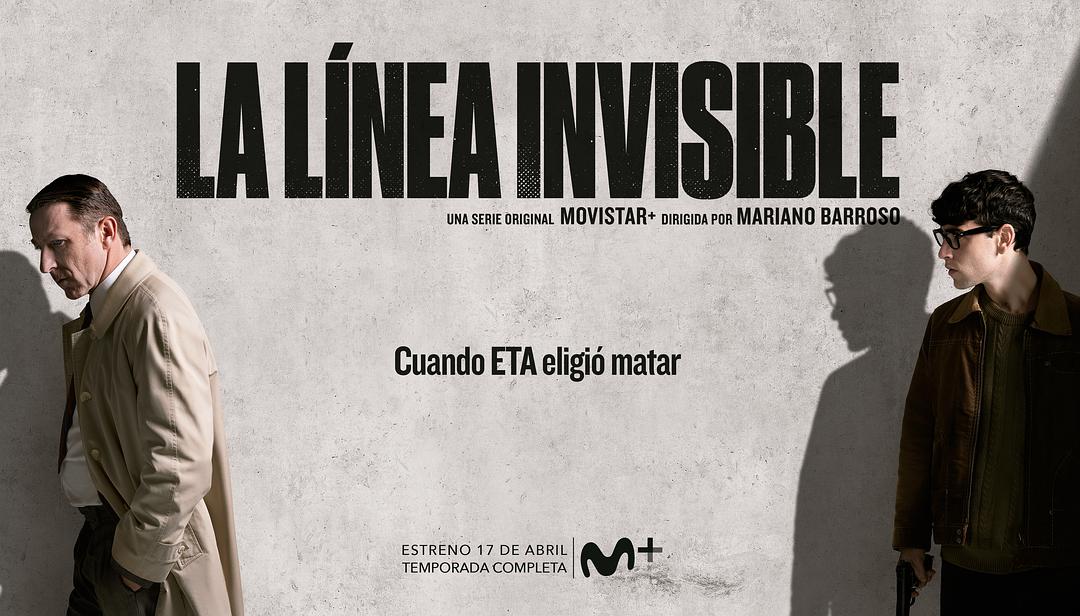 LA LÍNEA INVISIBLE
UNA SERIE ORIGINAL MOVISTAR+ DIRIGIDA POR MARIANO BARROSO
Cuando ETA eligió matar
ESTRENO 17 DE ABRIL
TEMPORADA COMPLETA
M+